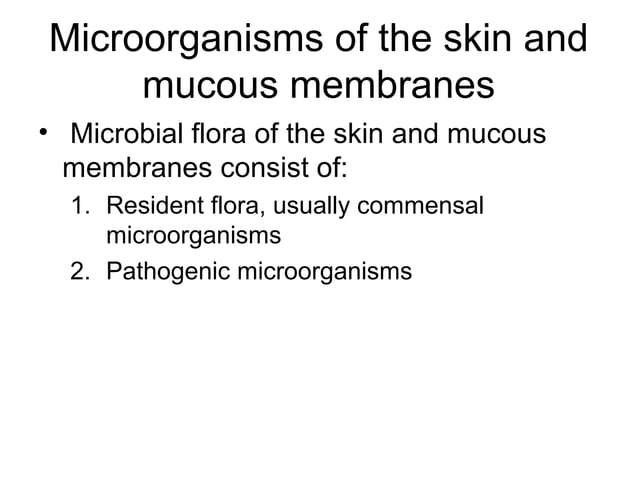 Microorganisms of the skin and
mucous membranes
• Microbial flora of the skin and mucous
membranes consist of:
1. Resident flora, usually commensal
microorganisms
2. Pathogenic microorganisms